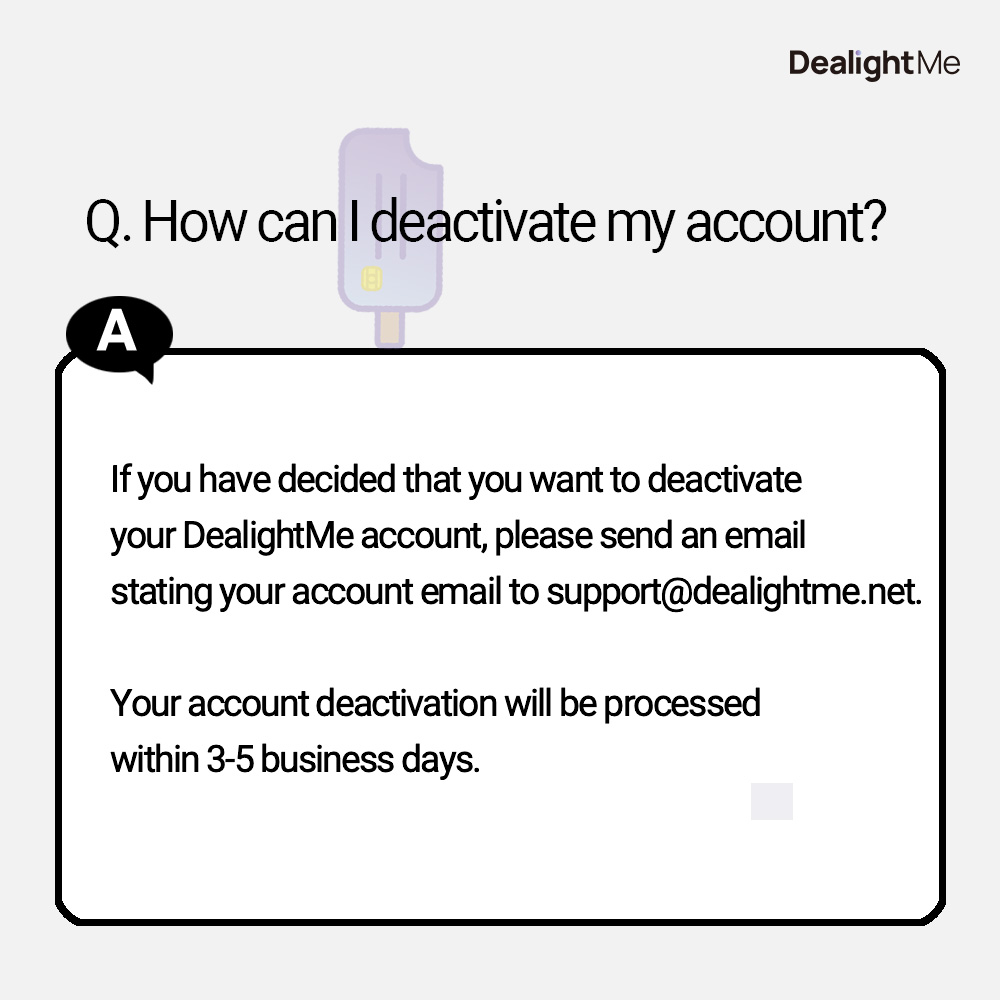 DealightMe
Q. How can I deactivate my account?
A
If you have decided that you want to deactivate
your DealightMe account, please send an email
stating your account email to support@dealightme.net.
Your account deactivation will be processed
within 3-5 business days.